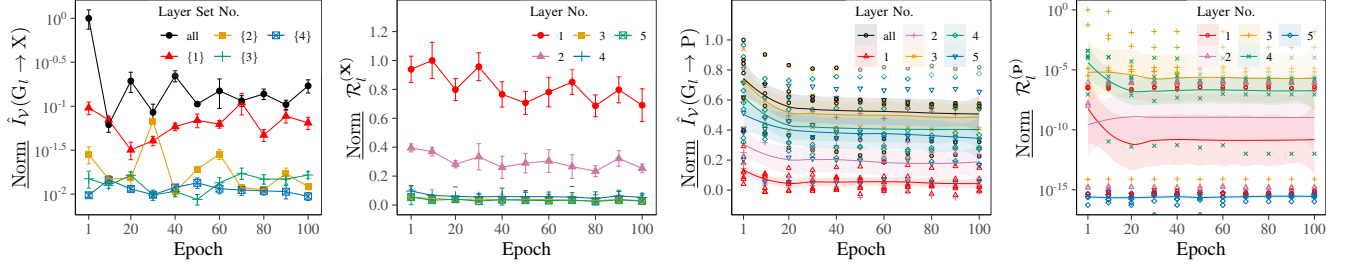 Layer Set No.
all {2} {4}
{1} {3}
10^0
10^-0.5
10^-1
10^-1.5
10^-2
Norm Î_𝒱(G_l → X)
1 20 40 60 80 100
Epoch
Layer No.
1 3 5
2 4
1.2
1.0
0.8
0.6
0.4
0.2
0.0
Norm ℛ_l^(X)
1 20 40 60 80 100
Epoch
Layer No.
all 2 4
1 3 5
1.0
0.8
0.6
0.4
0.2
0.0
Norm Î_𝒱(G_l → P)
1 20 40 60 80 100
Epoch
Layer No.
1 3 5
2 4
10^0
10^-5
10^-10
10^-15
Norm ℛ_l^(P)
1 20 40 60 80 100
Epoch